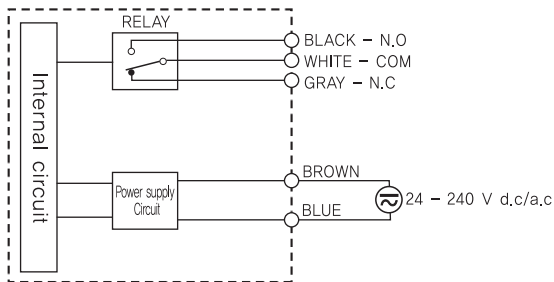 RELAY
BLACK - N.O
WHITE - COM
GRAY - N.C
Internal circuit
Power supply
Circuit
BROWN
BLUE
24 - 240 V d.c/a.c